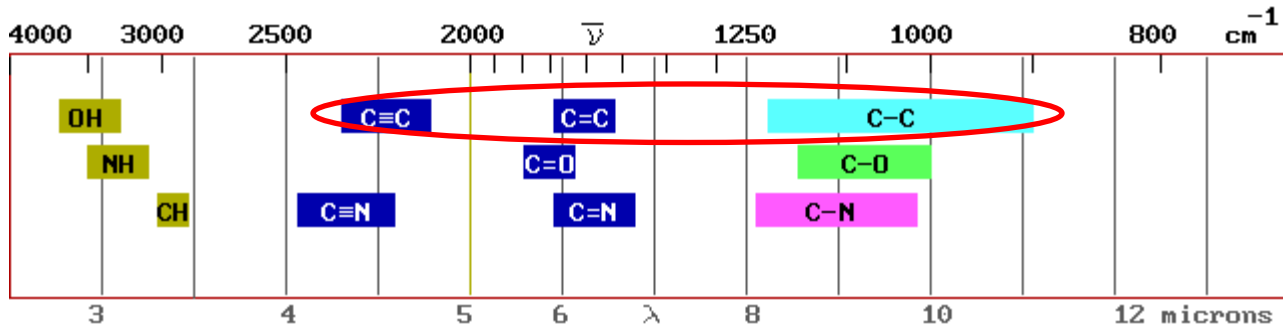 4000 3000 2500 2000 ν̅ 1250 1000 800 cm⁻¹
OH C≡C C=C C−C
NH C=O C−O
CH C≡N C=N C−N
3 4 5 6 λ 8 10 12 microns